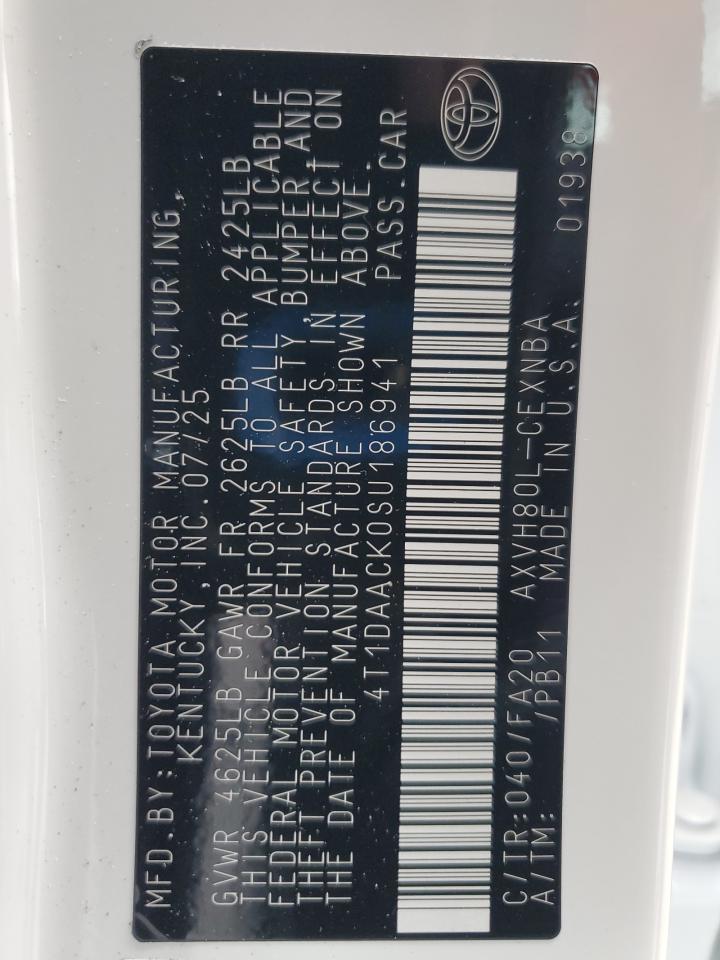 MFD.BY:TOYOTA MOTOR MANUFACTURING,
KENTUCKY, INC.07/25
GVWR 4625LB GAWR FR 2625LB RR 2425LB
THIS VEHICLE CONFORMS TO ALL APPLICABLE
FEDERAL MOTOR VEHICLE SAFETY, BUMPER, AND
THEFT PREVENTION STANDARDS IN EFFECT ON
THE DATE OF MANUFACTURE SHOWN ABOVE.
4T1DAACK0SU186941 PASS.CAR
C/TR:040/FA20 AXVH80L-CEXNBA 01938
A/TM: /PB11 MADE IN U.S.A.